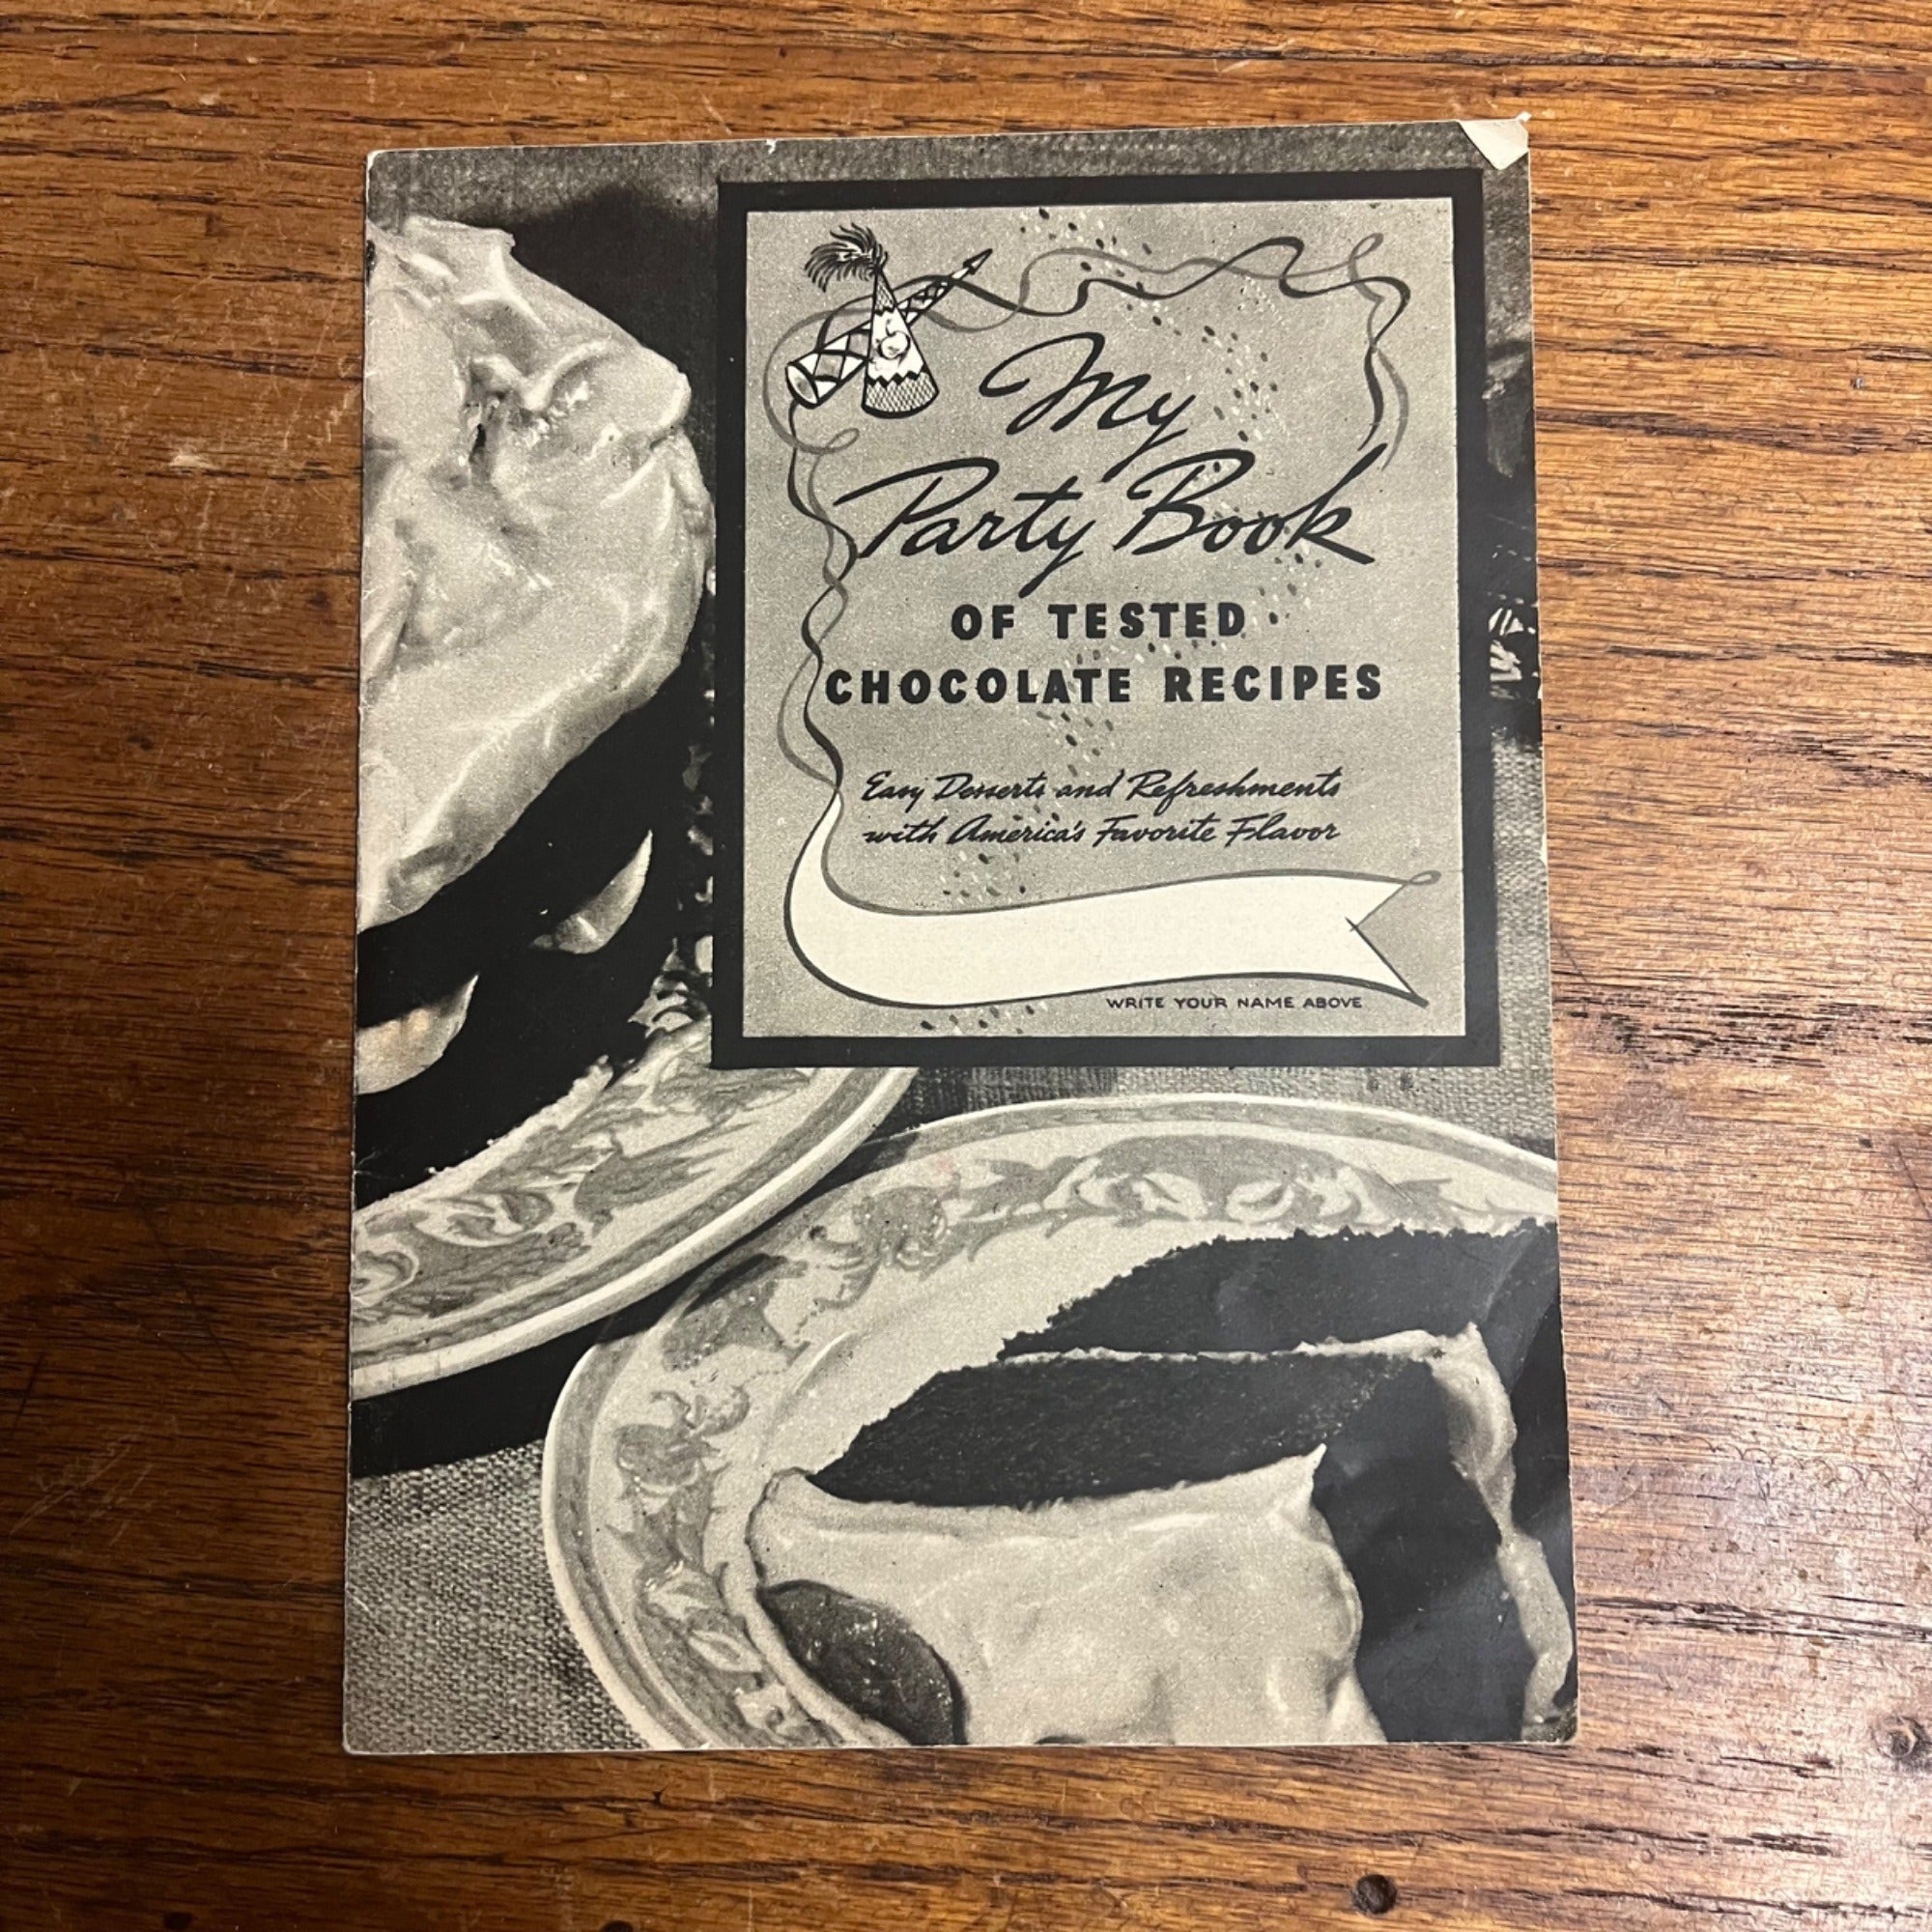 My
Party Book
OF TESTED
CHOCOLATE RECIPES
Easy Desserts and Refreshments
with America's Favorite Flavor
WRITE YOUR NAME ABOVE